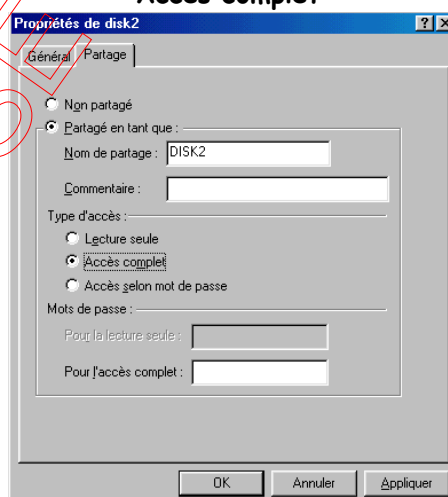 Accès complet
Propriétés de disk2
Général Partage
Non partagé
Partagé en tant que :
Nom de partage : DISK2
Commentaire :
Type d'accès :
Lecture seule
Accès complet
Accès selon mot de passe
Mots de passe :
Pour la lecture seule :
Pour l'accès complet :
OK Annuler Appliquer